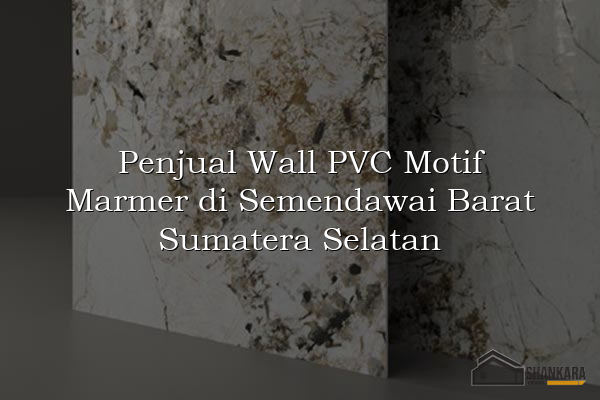 Penjual Wall PVC Motif
Marmer di Semendawai Barat
Sumatera Selatan
SHANKARA